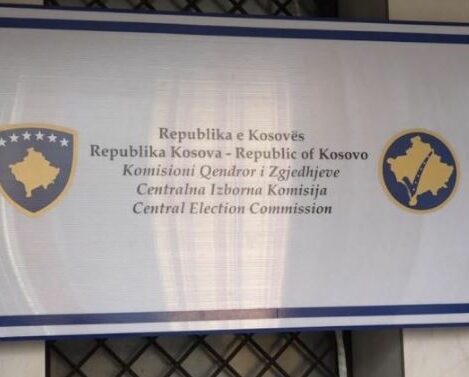 Republika e Kosovës
Republika Kosova - Republic of Kosovo
Komisioni Qendror i Zgjedhjeve
Centralna Izborna Komisija
Central Election Commission